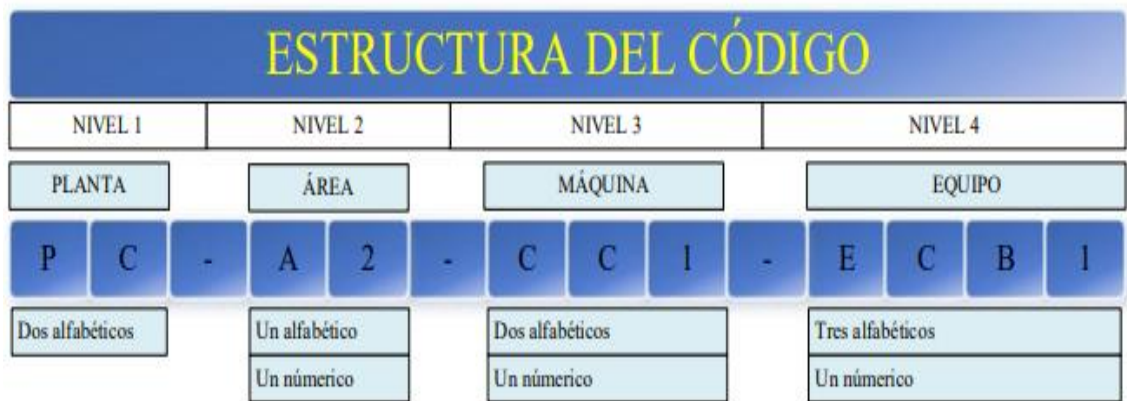 ESTRUCTURA DEL CÓDIGO
NIVEL 1 NIVEL 2 NIVEL 3 NIVEL 4
PLANTA ÁREA MÁQUINA EQUIPO
P C - A 2 - C C 1 - E C B 1
Dos alfabéticos Un alfabético Dos alfabéticos Tres alfabéticos
Un númerico Un númerico Un númerico